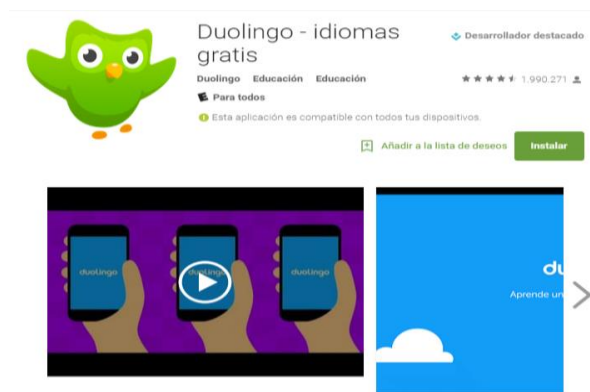 Duolingo - idiomas
gratis
Desarrollador destacado
Duolingo Educación Educación
1.990.271
Para todos
Esta aplicación es compatible con todos tus dispositivos.
Añadir a la lista de deseos
Instalar
duolingo
duolingo
duolingo
du
Aprende un